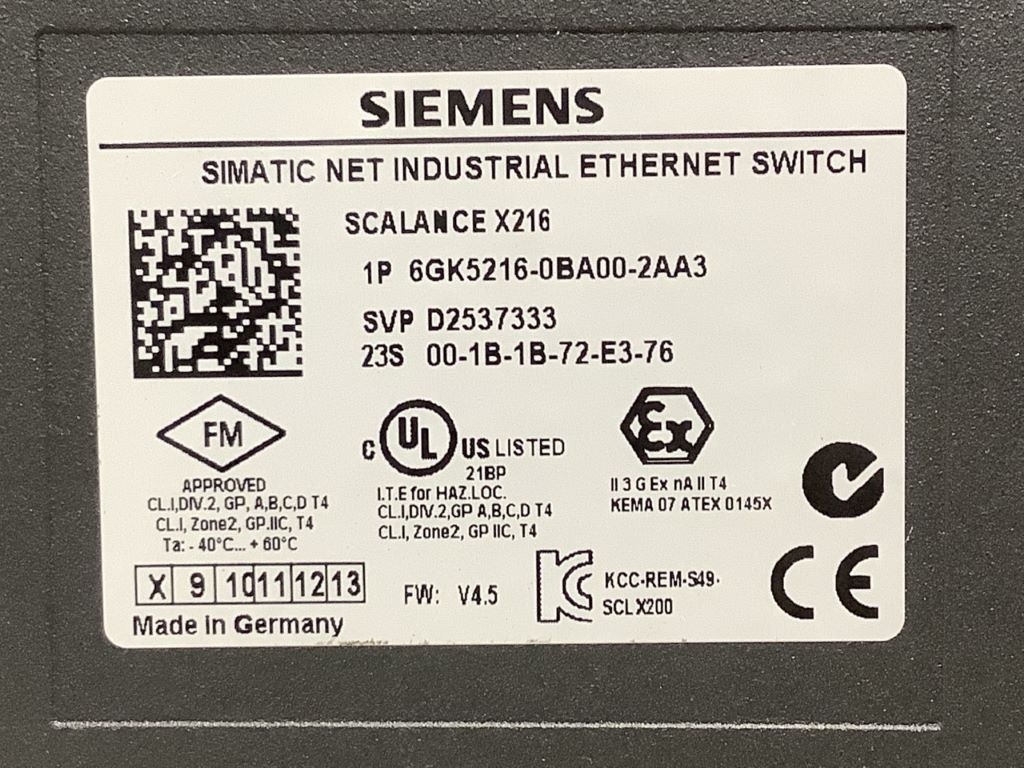 SIEMENS
SIMATIC NET INDUSTRIAL ETHERNET SWITCH
SCALANCE X216
1P 6GK5216-0BA00-2AA3
SVP D2537333
23S 00-1B-1B-72-E3-76
FM
APPROVED
CL.I,DIV.2, GP, A,B,C,D T4
CL.I, Zone2, GP.IIC, T4
Ta: - 40°C... + 60°C
C UL US LISTED
21BP
I.T.E for HAZ.LOC.
CL.I,DIV.2,GP A,B,C,D T4
CL.I, Zone2, GP IIC, T4
Ex
II 3 G Ex nA II T4
KEMA 07 ATEX 0145X
X 9 10 11 12 13
FW: V4.5
KCC-REM-S49-
SCLX200
CE
Made in Germany